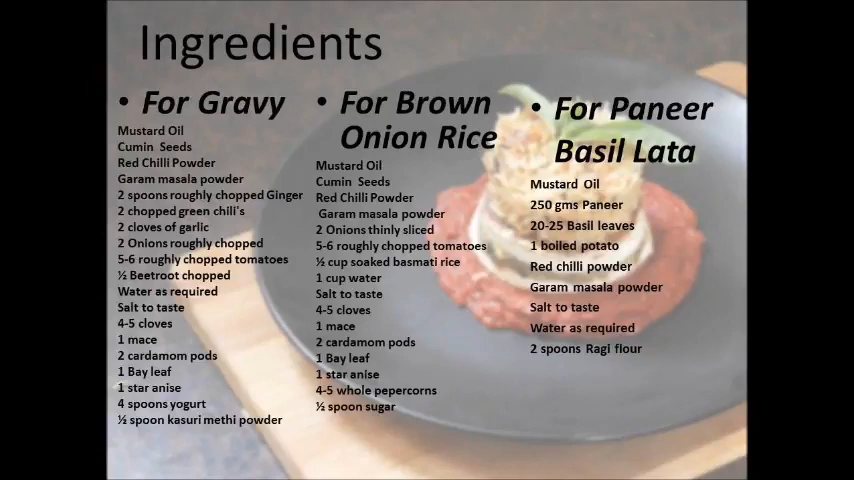 Ingredients
• For Gravy
Mustard Oil
Cumin Seeds
Red Chilli Powder
Garam masala powder
2 spoons roughly chopped Ginger
2 chopped green chili's
2 cloves of garlic
2 Onions roughly chopped
5-6 roughly chopped tomatoes
½ Beetroot chopped
Water as required
Salt to taste
4-5 cloves
1 mace
2 cardamom pods
1 Bay leaf
1 star anise
4 spoons yogurt
½ spoon kasuri methi powder
• For Brown
Onion Rice
Mustard Oil
Cumin Seeds
Red Chilli Powder
Garam masala powder
2 Onions thinly sliced
5-6 roughly chopped tomatoes
½ cup soaked basmati rice
1 cup water
Salt to taste
4-5 cloves
1 mace
2 cardamom pods
1 Bay leaf
1 star anise
4-5 whole pepercorns
½ spoon sugar
• For Paneer
Basil Lata
Mustard Oil
250 gms Paneer
20-25 Basil leaves
1 boiled potato
Red chilli powder
Garam masala powder
Salt to taste
Water as required
2 spoons Ragi flour